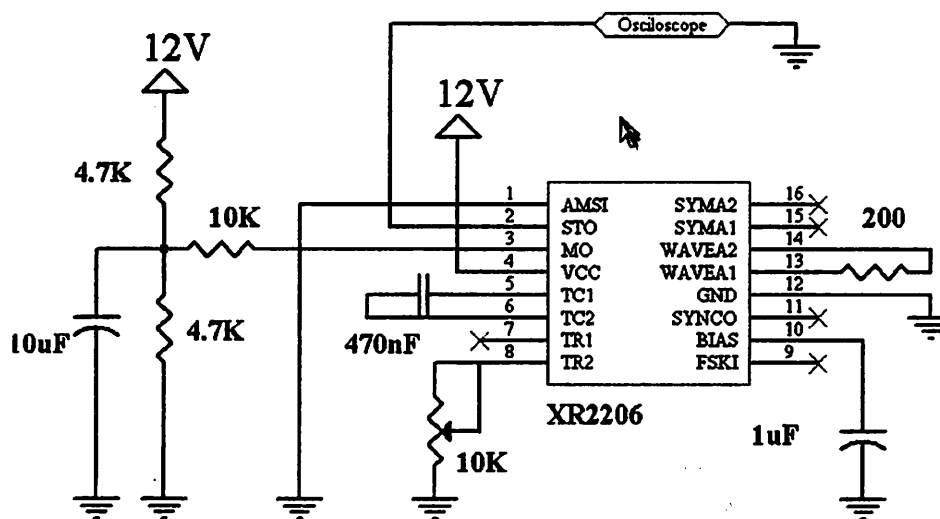 Osciloscope
12V
12V
4.7K
10K
4.7K
10uF
470nF
1 AMSI SYMA2 16
2 STO SYMA1 15
3 MO WAVEA2 14
4 VCC WAVEA1 13
5 TC1 GND 12
6 TC2 SYNCO 11
7 TR1 BIAS 10
8 TR2 FSKI 9
200
XR2206
10K
1uF